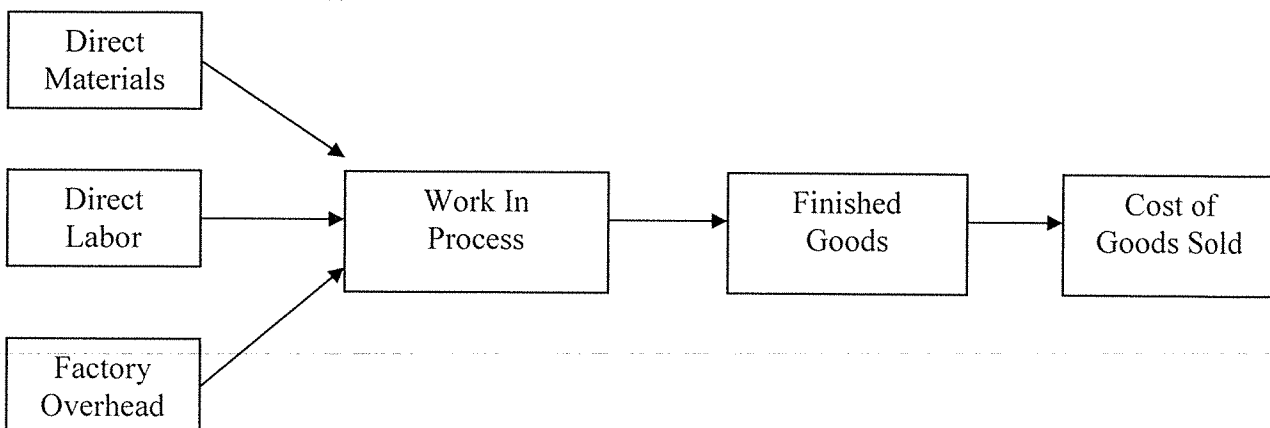 Direct
Materials
Direct
Labor
Factory
Overhead
Work In
Process
Finished
Goods
Cost of
Goods Sold